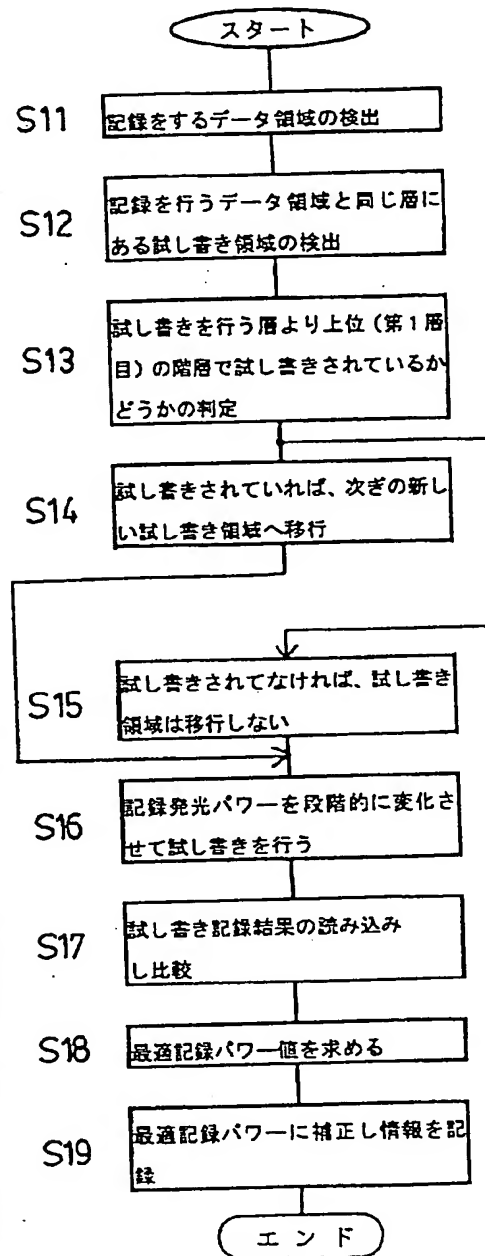 スタート
S11
記録をするデータ領域の検出
S12
記録を行うデータ領域と同じ層に
ある試し書き領域の検出
S13
試し書きを行う層より上位(第1層
目)の階層で試し書きされているか
どうかの判定
S14
試し書きされていれば、次ぎの新し
い試し書き領域へ移行
S15
試し書きされてなければ、試し書き
領域は移行しない
S16
記録発光パワーを段階的に変化さ
せて試し書きを行う
S17
試し書き記録結果の読み込み
し比較
S18
最適記録パワー値を求める
S19
最適記録パワーに補正し情報を記
録
エンド